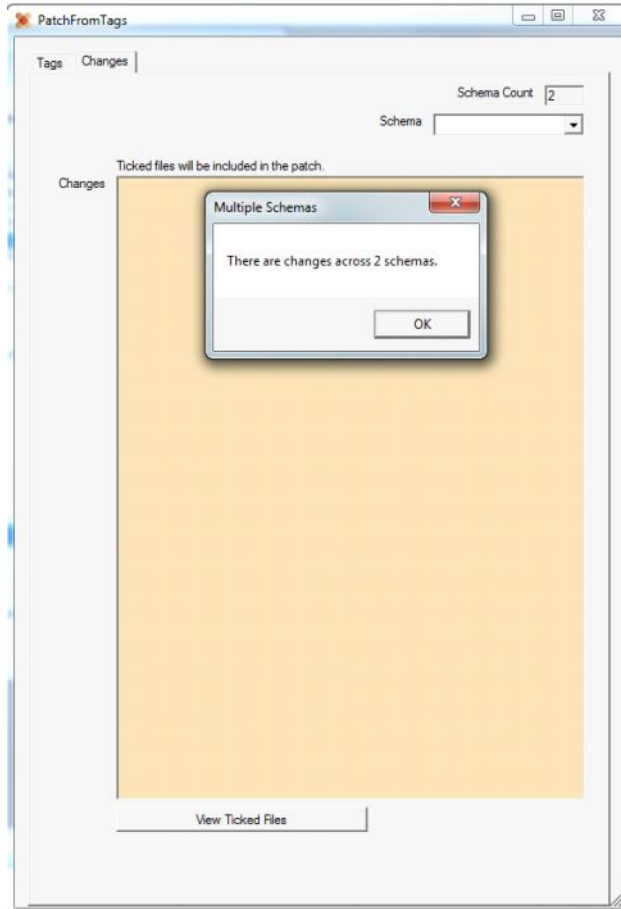 PatchFromTags
Tags Changes
Schema Count 2
Schema
Ticked files will be included in the patch.
Changes
Multiple Schemas
There are changes across 2 schemas.
OK
View Ticked Files